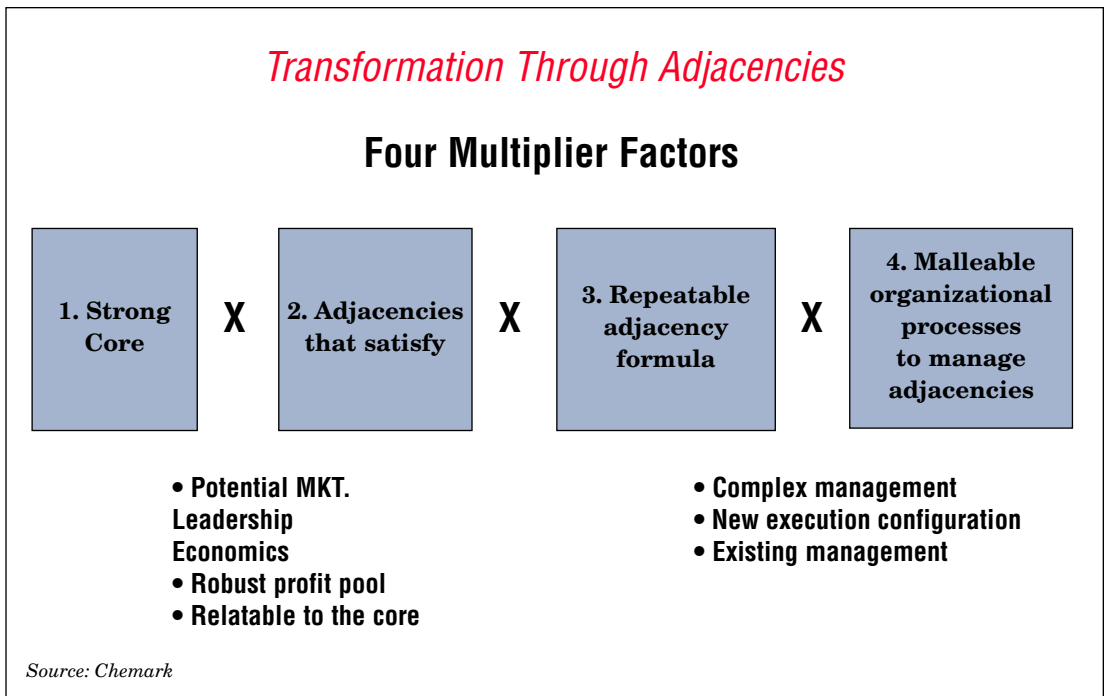 Transformation Through Adjacencies
Four Multiplier Factors
1. Strong
Core
X
2. Adjacencies
that satisfy
X
3. Repeatable
adjacency
formula
X
4. Malleable
organizational
processes
to manage
adjacencies
• Potential MKT.
Leadership
Economics
• Robust profit pool
• Relatable to the core
• Complex management
• New execution configuration
• Existing management
Source: Chemark